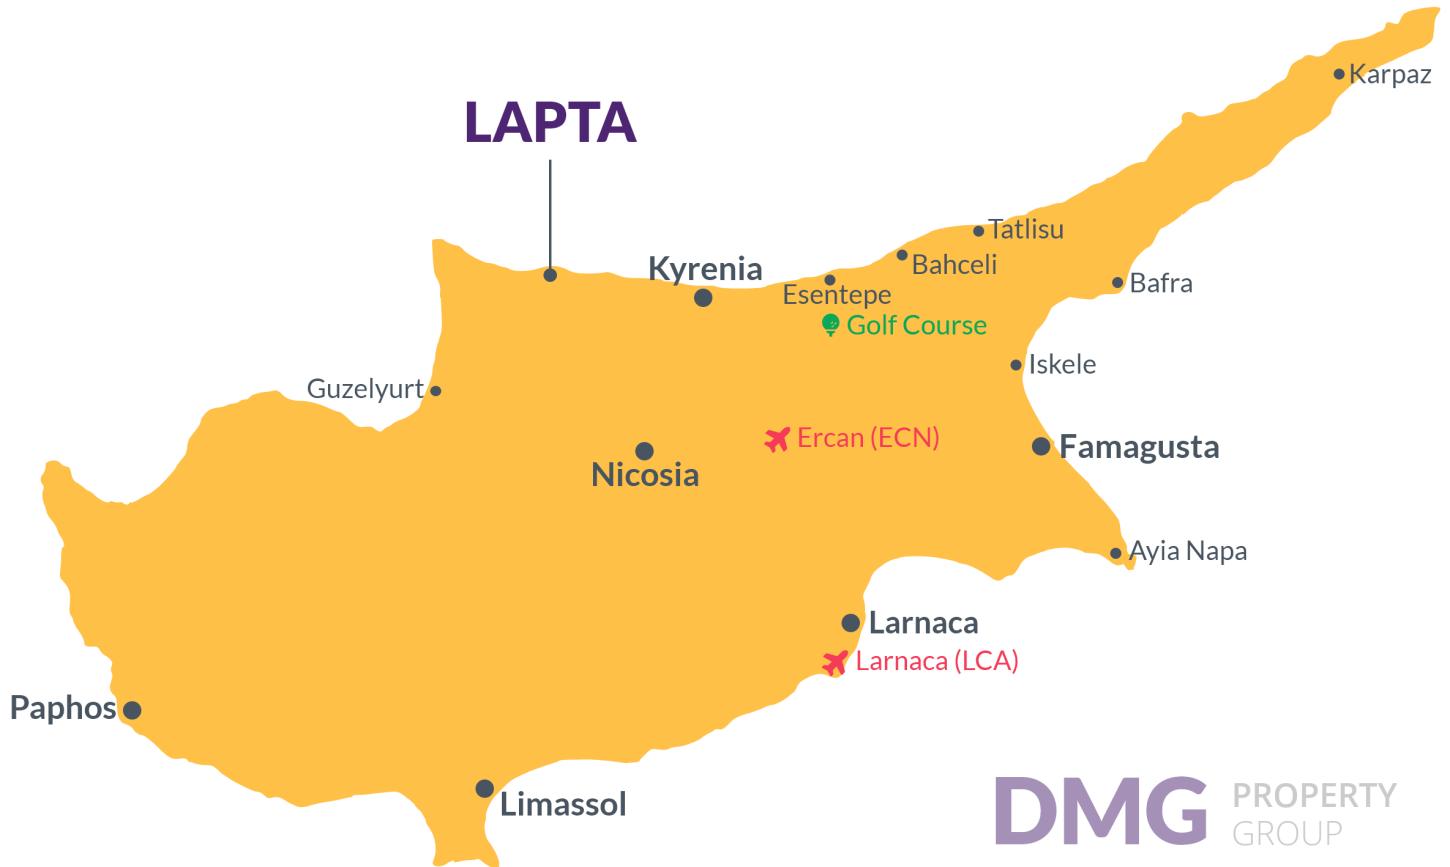 Karpaz
LAPTA
Tatlisu
Bahceli
Kyrenia
Bafra
Esentepe
Golf Course
Iskele
Guzelyurt
Ercan (ECN)
Famagusta
Nicosia
Ayia Napa
Larnaca
Larnaca (LCA)
Paphos
Limassol
DMG PROPERTY
GROUP